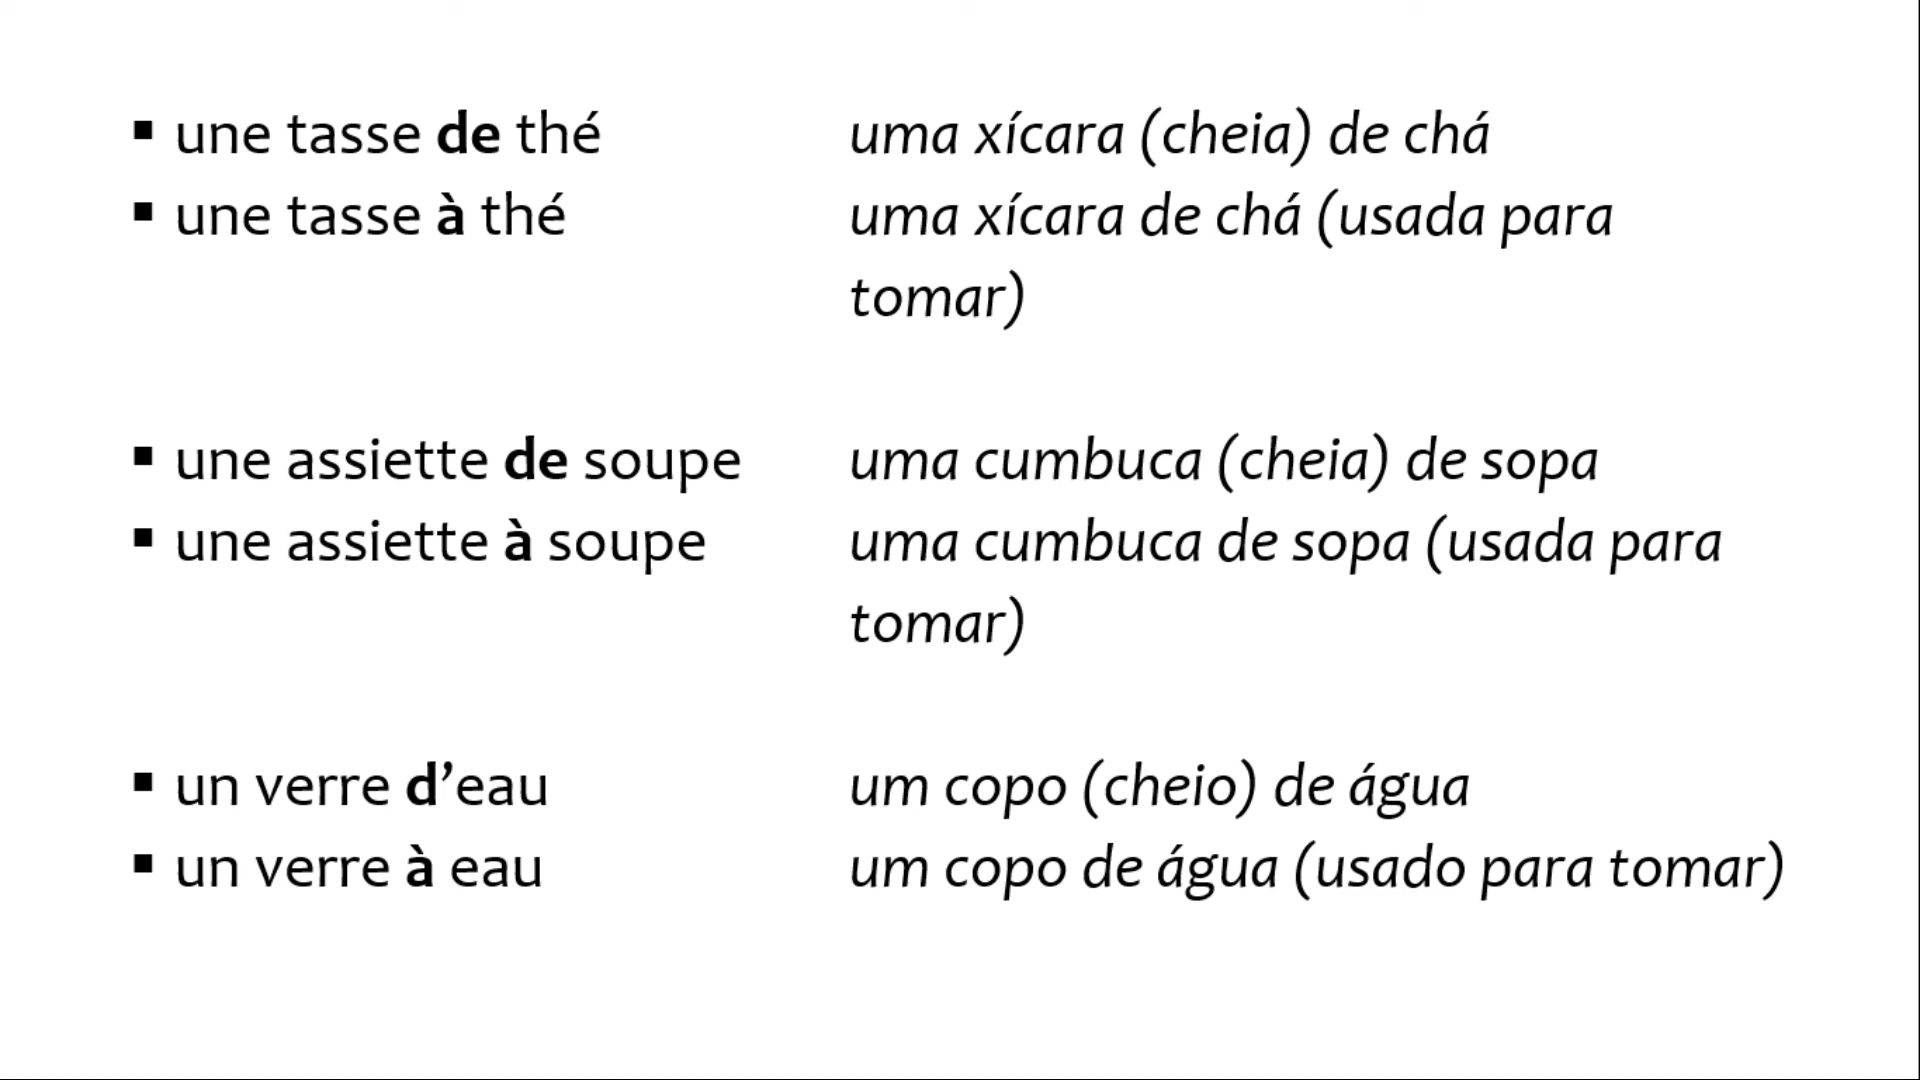 ▪ une tasse de thé uma xícara (cheia) de chá
▪ une tasse à thé uma xícara de chá (usada para
tomar)
▪ une assiette de soupe uma cumbuca (cheia) de sopa
▪ une assiette à soupe uma cumbuca de sopa (usada para
tomar)
▪ un verre d’eau um copo (cheio) de água
▪ un verre à eau um copo de água (usado para tomar)